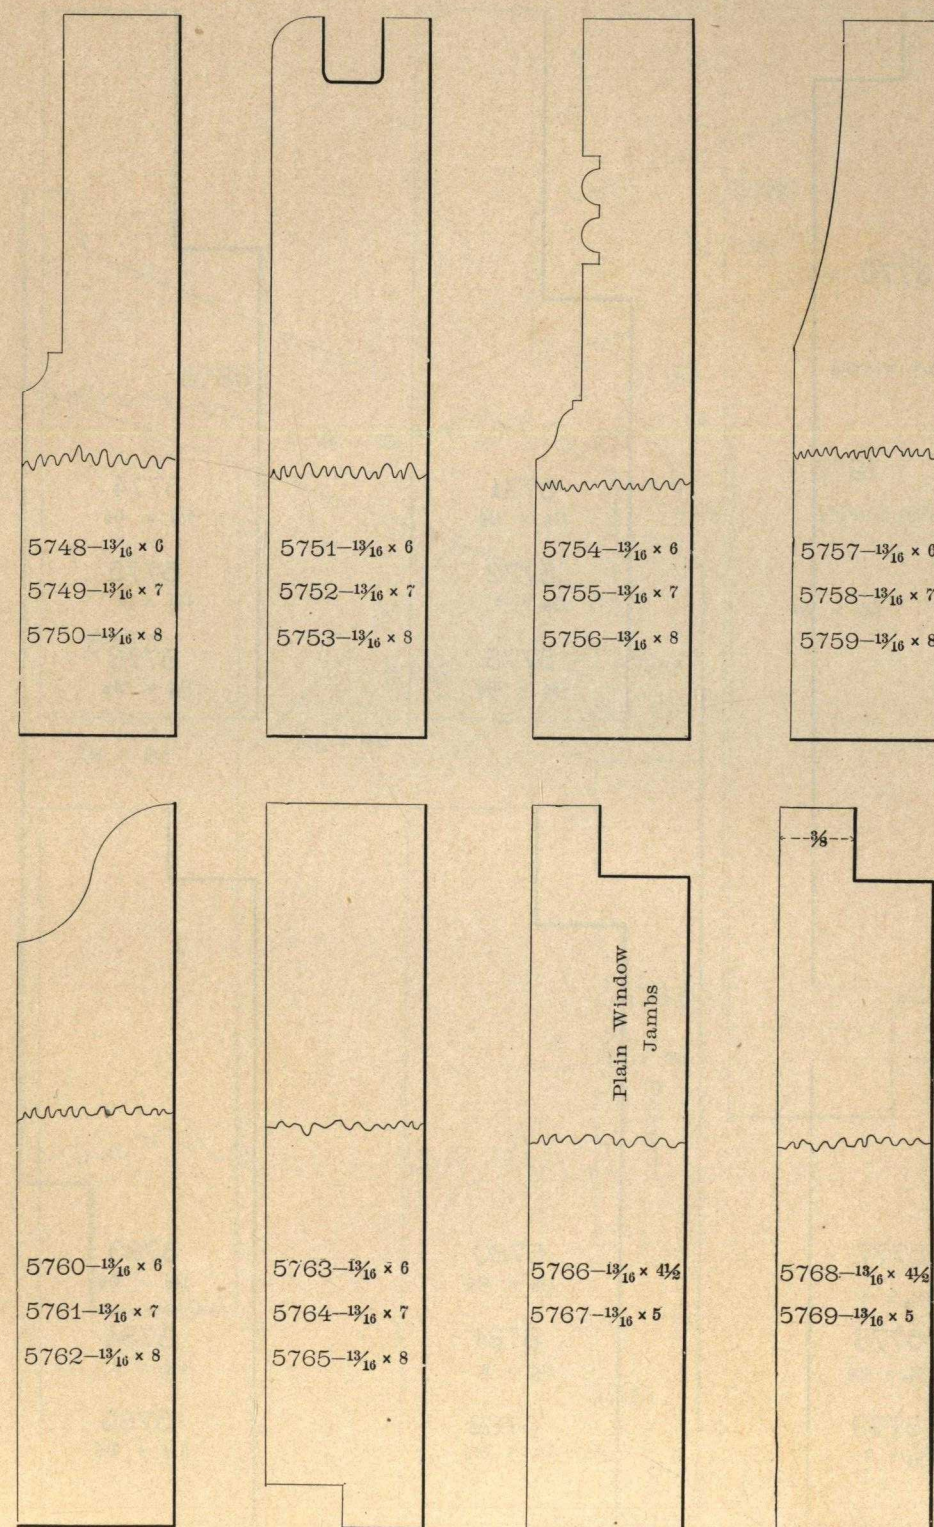 5748—13/16 × 6
5749—13/16 × 7
5750—13/16 × 8
5751—13/16 × 6
5752—13/16 × 7
5753—13/16 × 8
5754—13/16 × 6
5755—13/16 × 7
5756—13/16 × 8
5757—13/16 × 6
5758—13/16 × 7
5759—13/16 × 8
5760—13/16 × 6
5761—13/16 × 7
5762—13/16 × 8
5763—13/16 × 6
5764—13/16 × 7
5765—13/16 × 8
Plain Window
Jambs
5766—13/16 × 4½
5767—13/16 × 5
3/8
5768—13/16 × 4½
5769—13/16 × 5